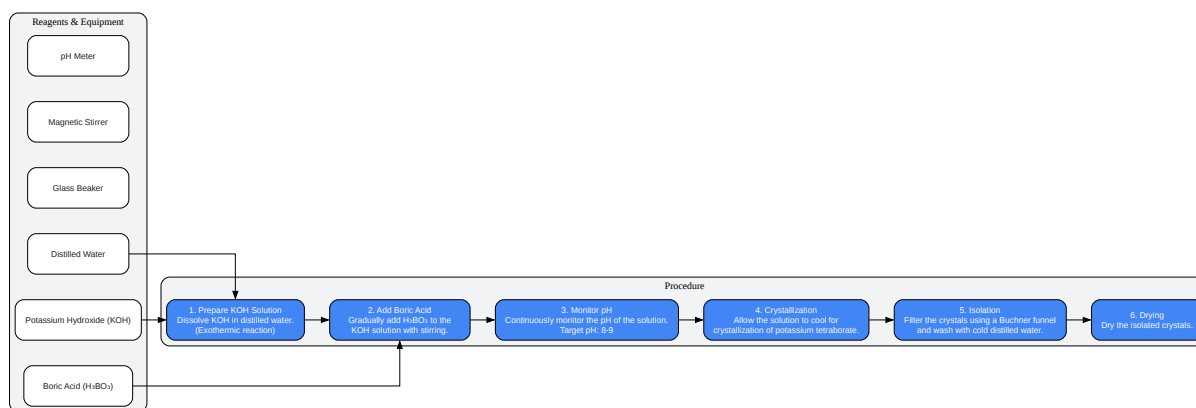 Reagents & Equipment
pH Meter
Magnetic Stirrer
Glass Beaker
Distilled Water
Potassium Hydroxide (KOH)
Boric Acid (H₃BO₃)
Procedure
1. Prepare KOH Solution
Dissolve KOH in distilled water.
(Exothermic reaction)
2. Add Boric Acid
Gradually add H₃BO₃ to the
KOH solution with stirring.
3. Monitor pH
Continuously monitor the pH of the solution.
Target pH: 8-9
4. Crystallization
Allow the solution to cool for
crystallization of potassium tetraborate.
5. Isolation
Filter the crystals using a Buchner funnel
and wash with cold distilled water.
6. Drying
Dry the isolated crystals.